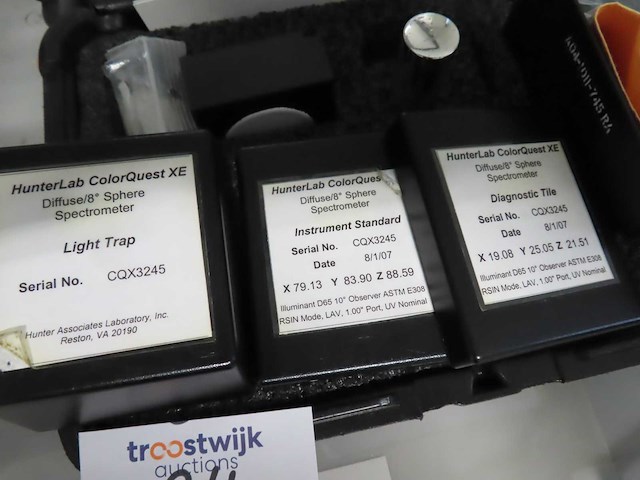 HunterLab ColorQuest XE
Diffuse/8° Sphere
Spectrometer
Light Trap
Serial No. CQX3245
Hunter Associates Laboratory, Inc.
Reston, VA 20190
HunterLab ColorQues
Diffuse/8° Sphere
Spectrometer
Instrument Standard
Serial No. CQX3245
Date 8/1/07
X 79.13 Y 83.90 Z 88.59
Illuminant D65 10° Observer ASTM E308
RSIN Mode, LAV, 1.00" Port, UV Nominal
HunterLab ColorQuest XE
Diffuse/8° Sphere
Spectrometer
Diagnostic Tile
Serial No. CQX3245
Date 8/1/07
X 19.08 Y 25.05 Z 21.51
Illuminant D65 10° Observer ASTM E308
RSIN Mode, LAV, 1.00" Port, UV Nominal
troostwijk
auctions